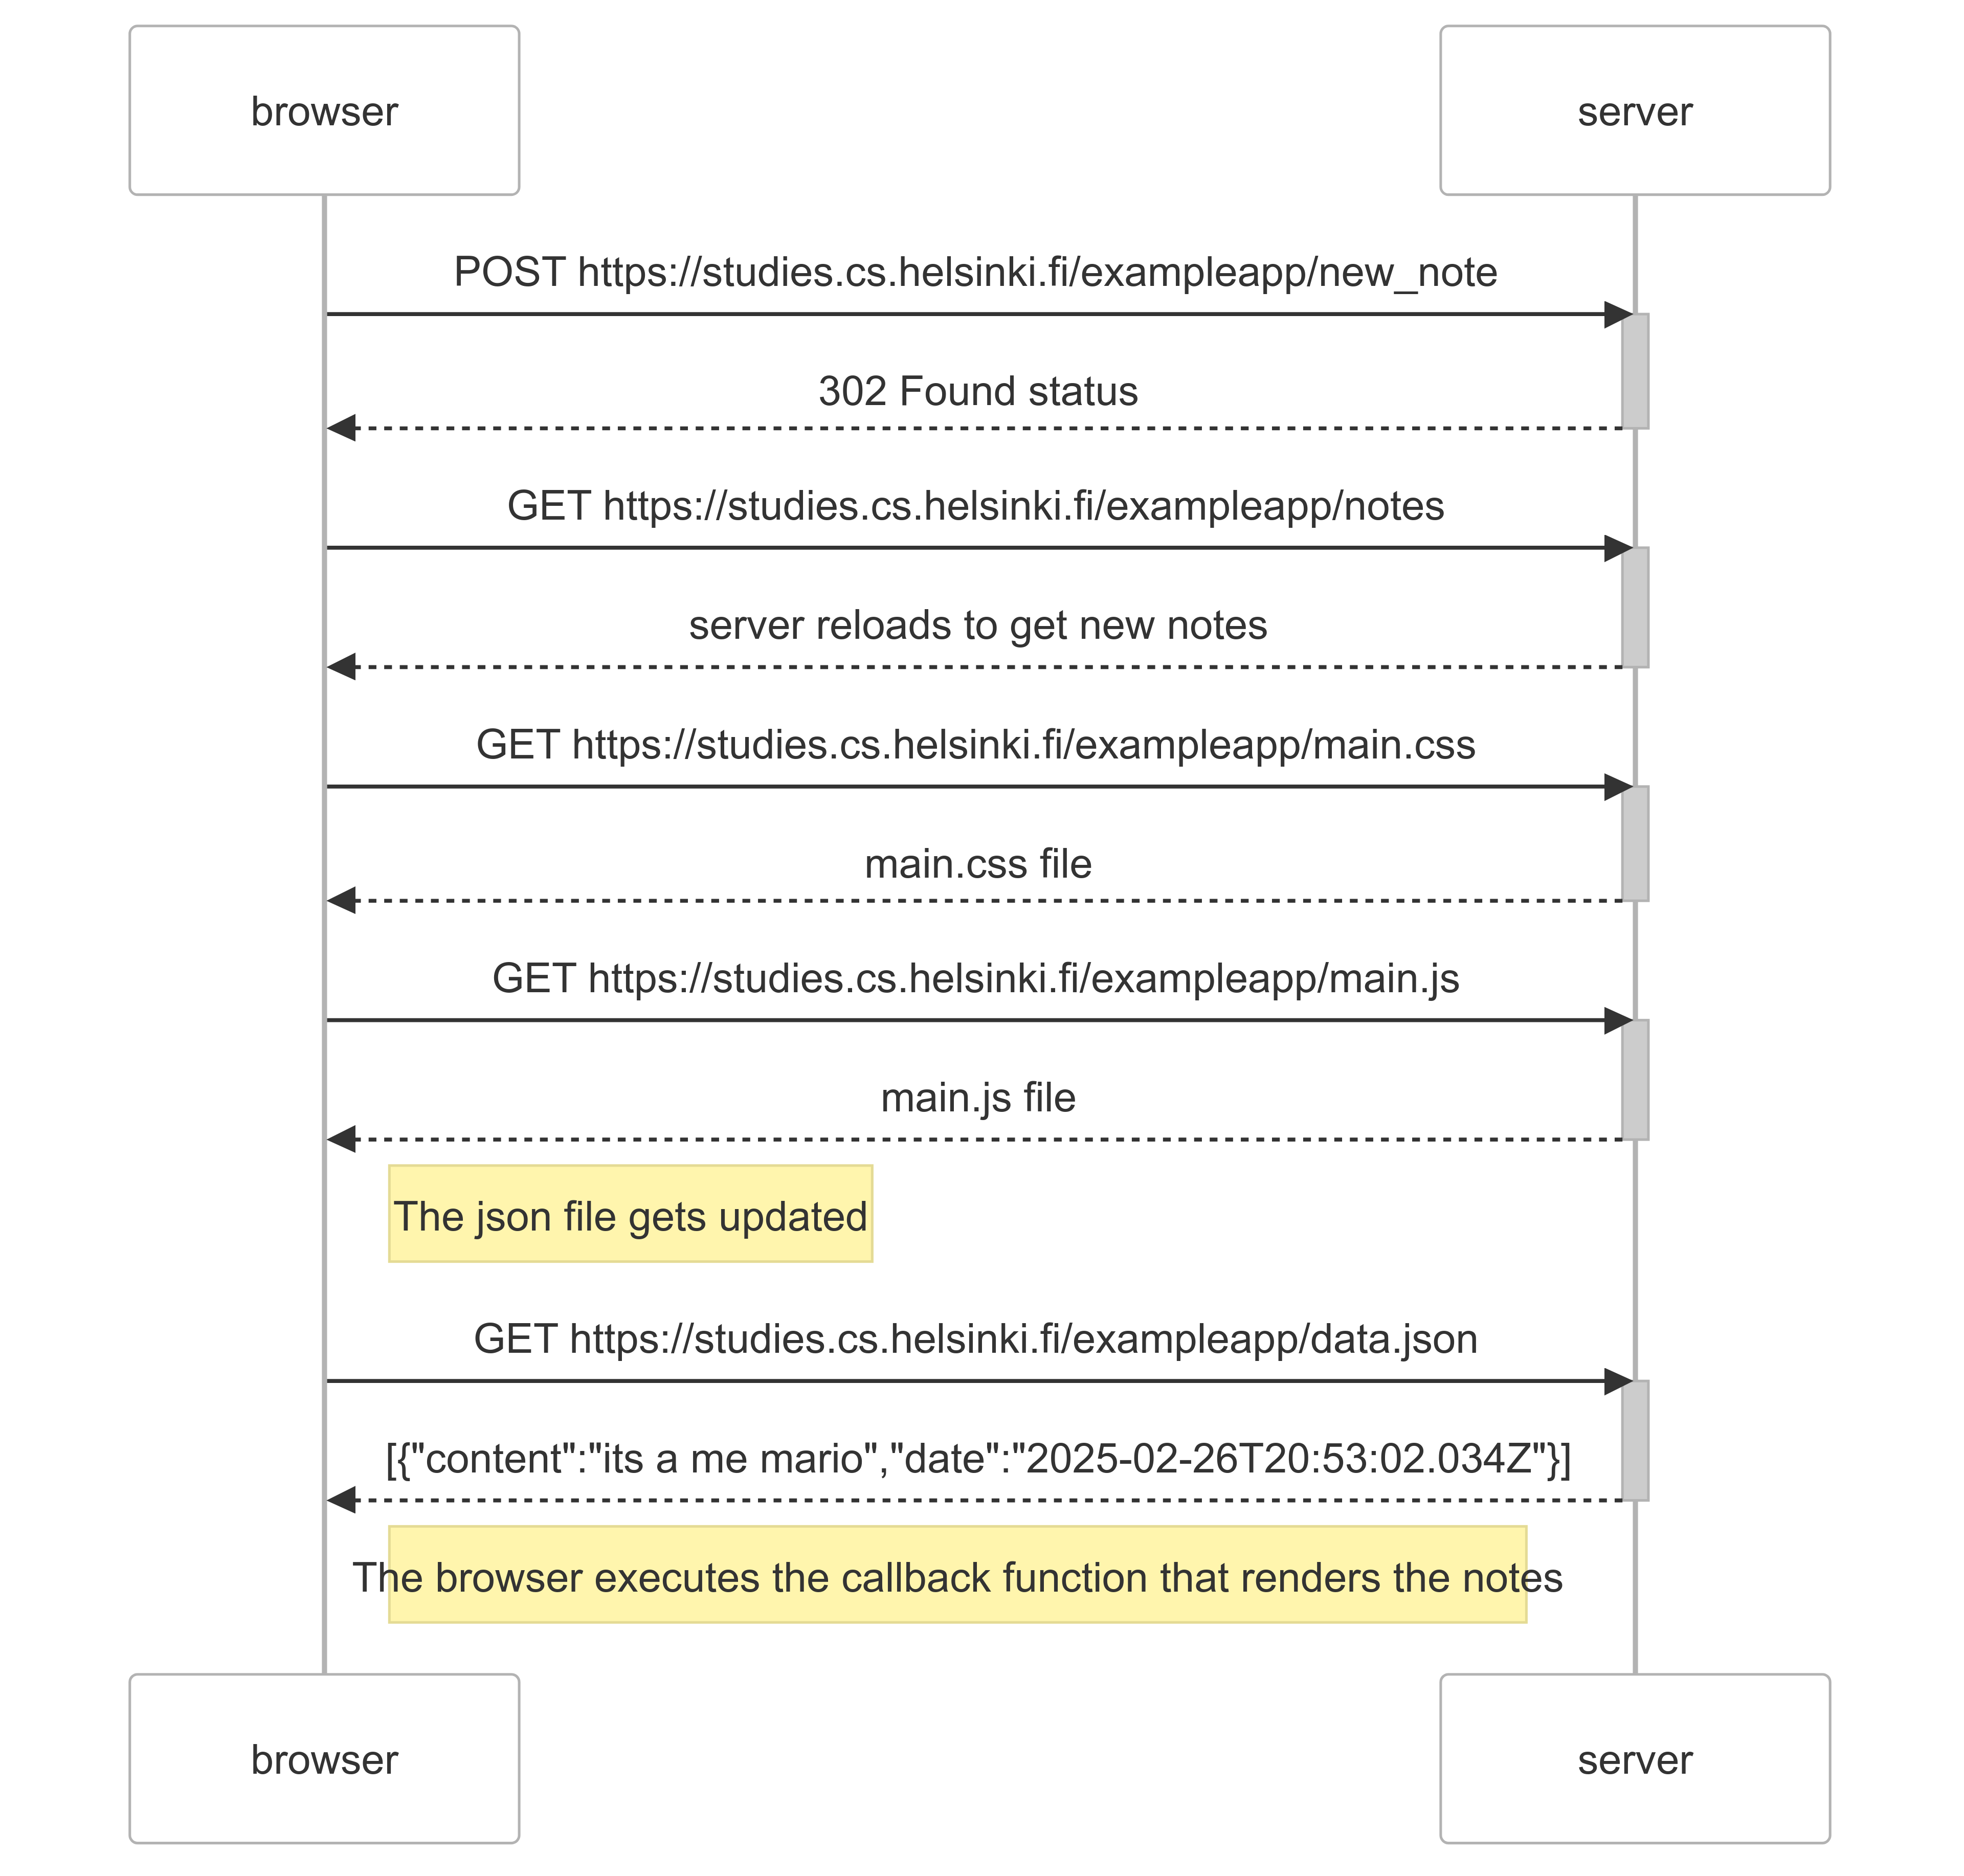 browser
server
POST https://studies.cs.helsinki.fi/exampleapp/new_note
302 Found status
GET https://studies.cs.helsinki.fi/exampleapp/notes
server reloads to get new notes
GET https://studies.cs.helsinki.fi/exampleapp/main.css
main.css file
GET https://studies.cs.helsinki.fi/exampleapp/main.js
main.js file
The json file gets updated
GET https://studies.cs.helsinki.fi/exampleapp/data.json
[{"content":"its a me mario","date":"2025-02-26T20:53:02.034Z"}]
The browser executes the callback function that renders the notes
browser
server